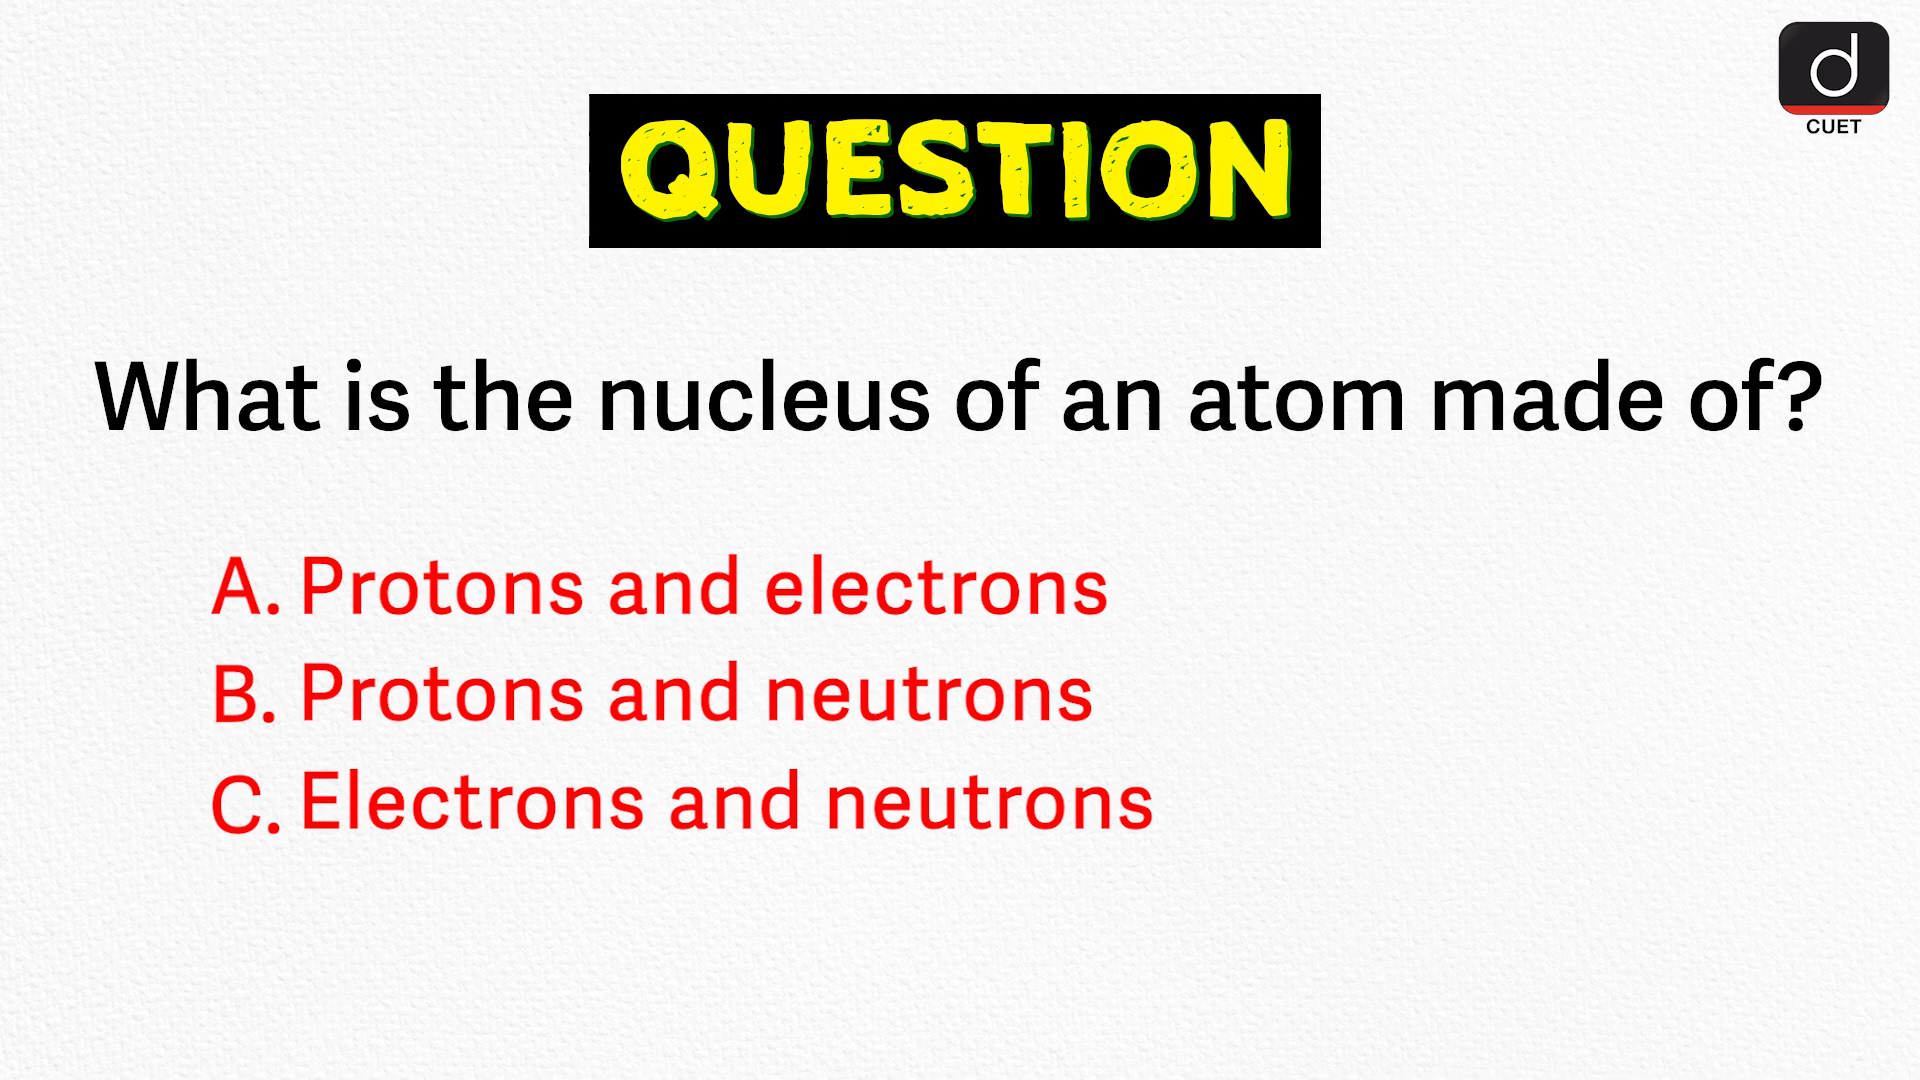 d
CUET
QUESTION
What is the nucleus of an atom made of?
A. Protons and electrons
B. Protons and neutrons
C. Electrons and neutrons